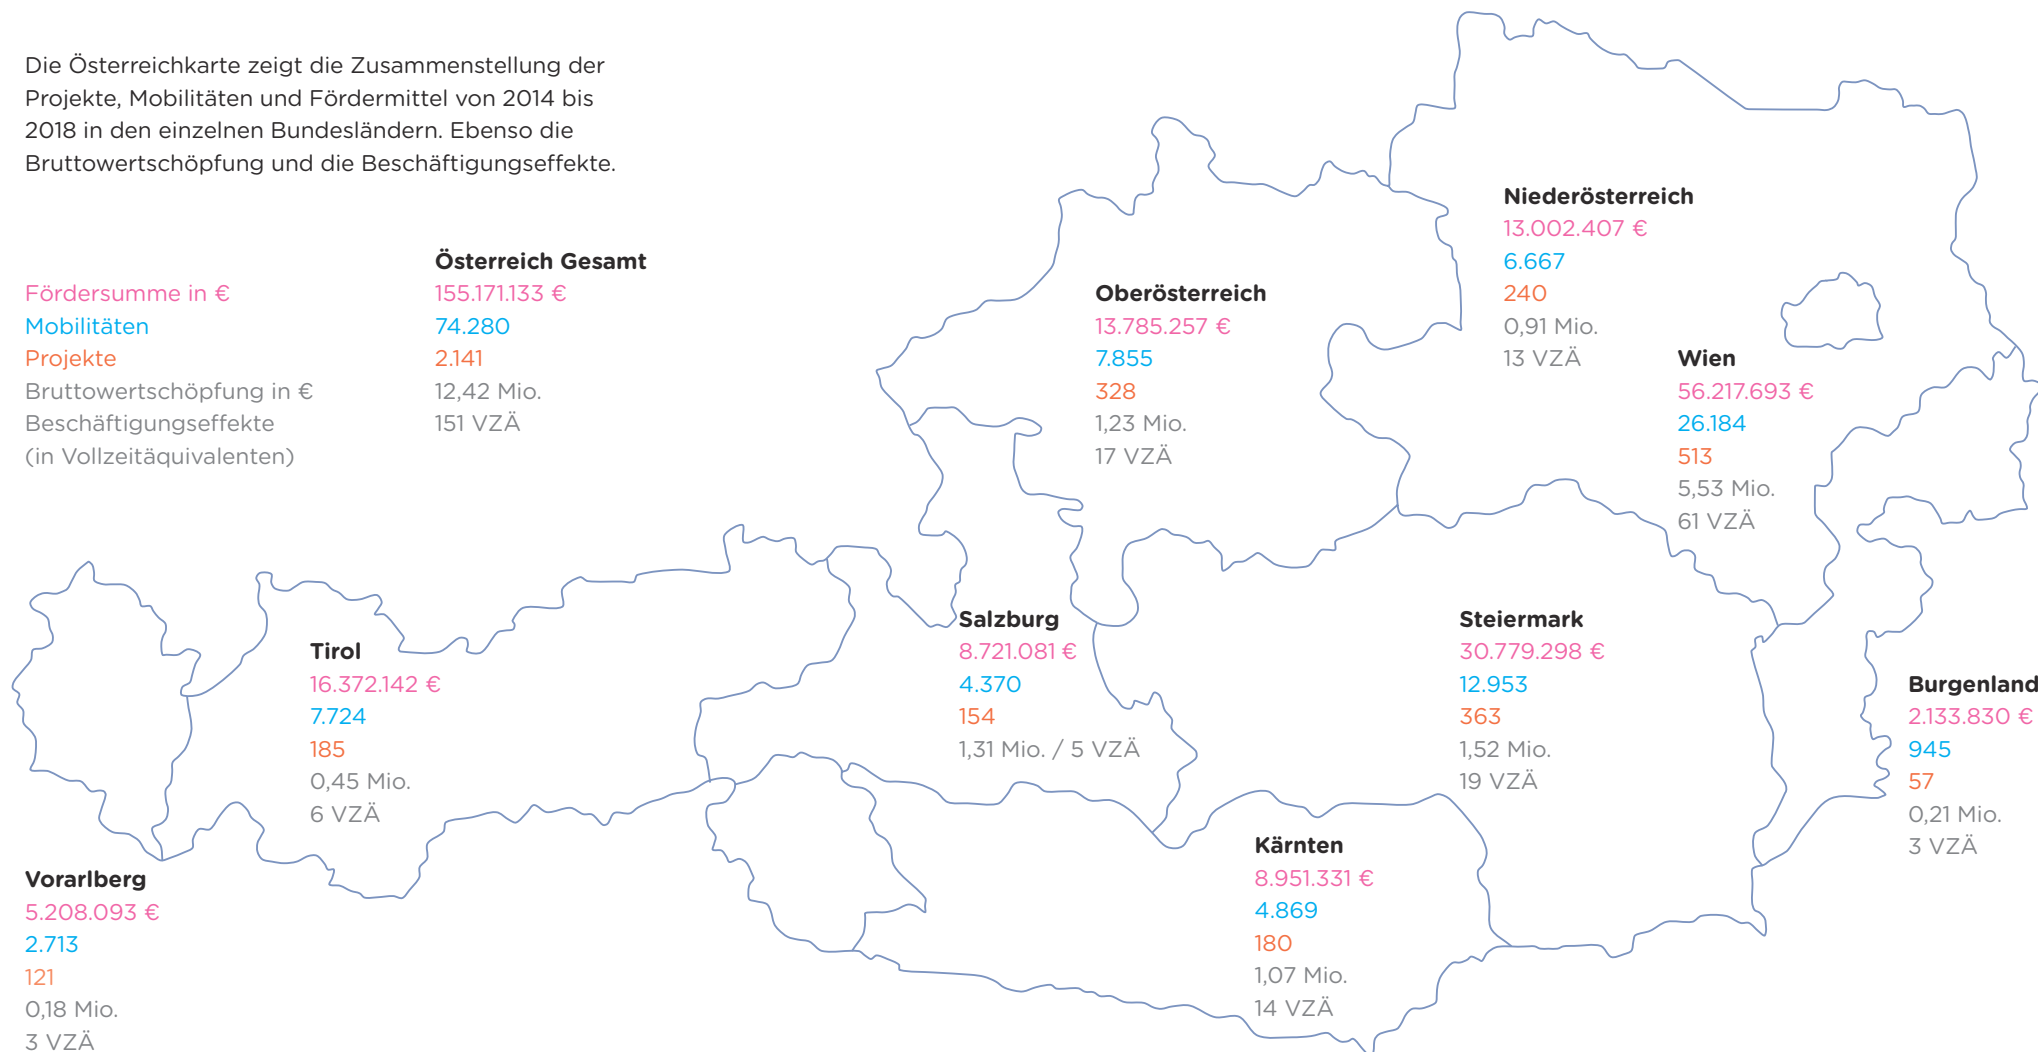 Die Österreichkarte zeigt die Zusammenstellung der
Projekte, Mobilitäten und Fördermittel von 2014 bis
2018 in den einzelnen Bundesländern. Ebenso die
Bruttowertschöpfung und die Beschäftigungseffekte.
Österreich Gesamt
Fördersumme in € 155.171.133 €
Mobilitäten 74.280
Projekte 2.141
Bruttowertschöpfung in € 12,42 Mio.
Beschäftigungseffekte 151 VZÄ
(in Vollzeitäquivalenten)
Niederösterreich
13.002.407 €
6.667
240
0,91 Mio.
13 VZÄ
Oberösterreich
13.785.257 €
7.855
328
1,23 Mio.
17 VZÄ
Wien
56.217.693 €
26.184
513
5,53 Mio.
61 VZÄ
Tirol
16.372.142 €
7.724
185
0,45 Mio.
6 VZÄ
Salzburg
8.721.081 €
4.370
154
1,31 Mio. / 5 VZÄ
Steiermark
30.779.298 €
12.953
363
1,52 Mio.
19 VZÄ
Burgenland
2.133.830 €
945
57
0,21 Mio.
3 VZÄ
Vorarlberg
5.208.093 €
2.713
121
0,18 Mio.
3 VZÄ
Kärnten
8.951.331 €
4.869
180
1,07 Mio.
14 VZÄ